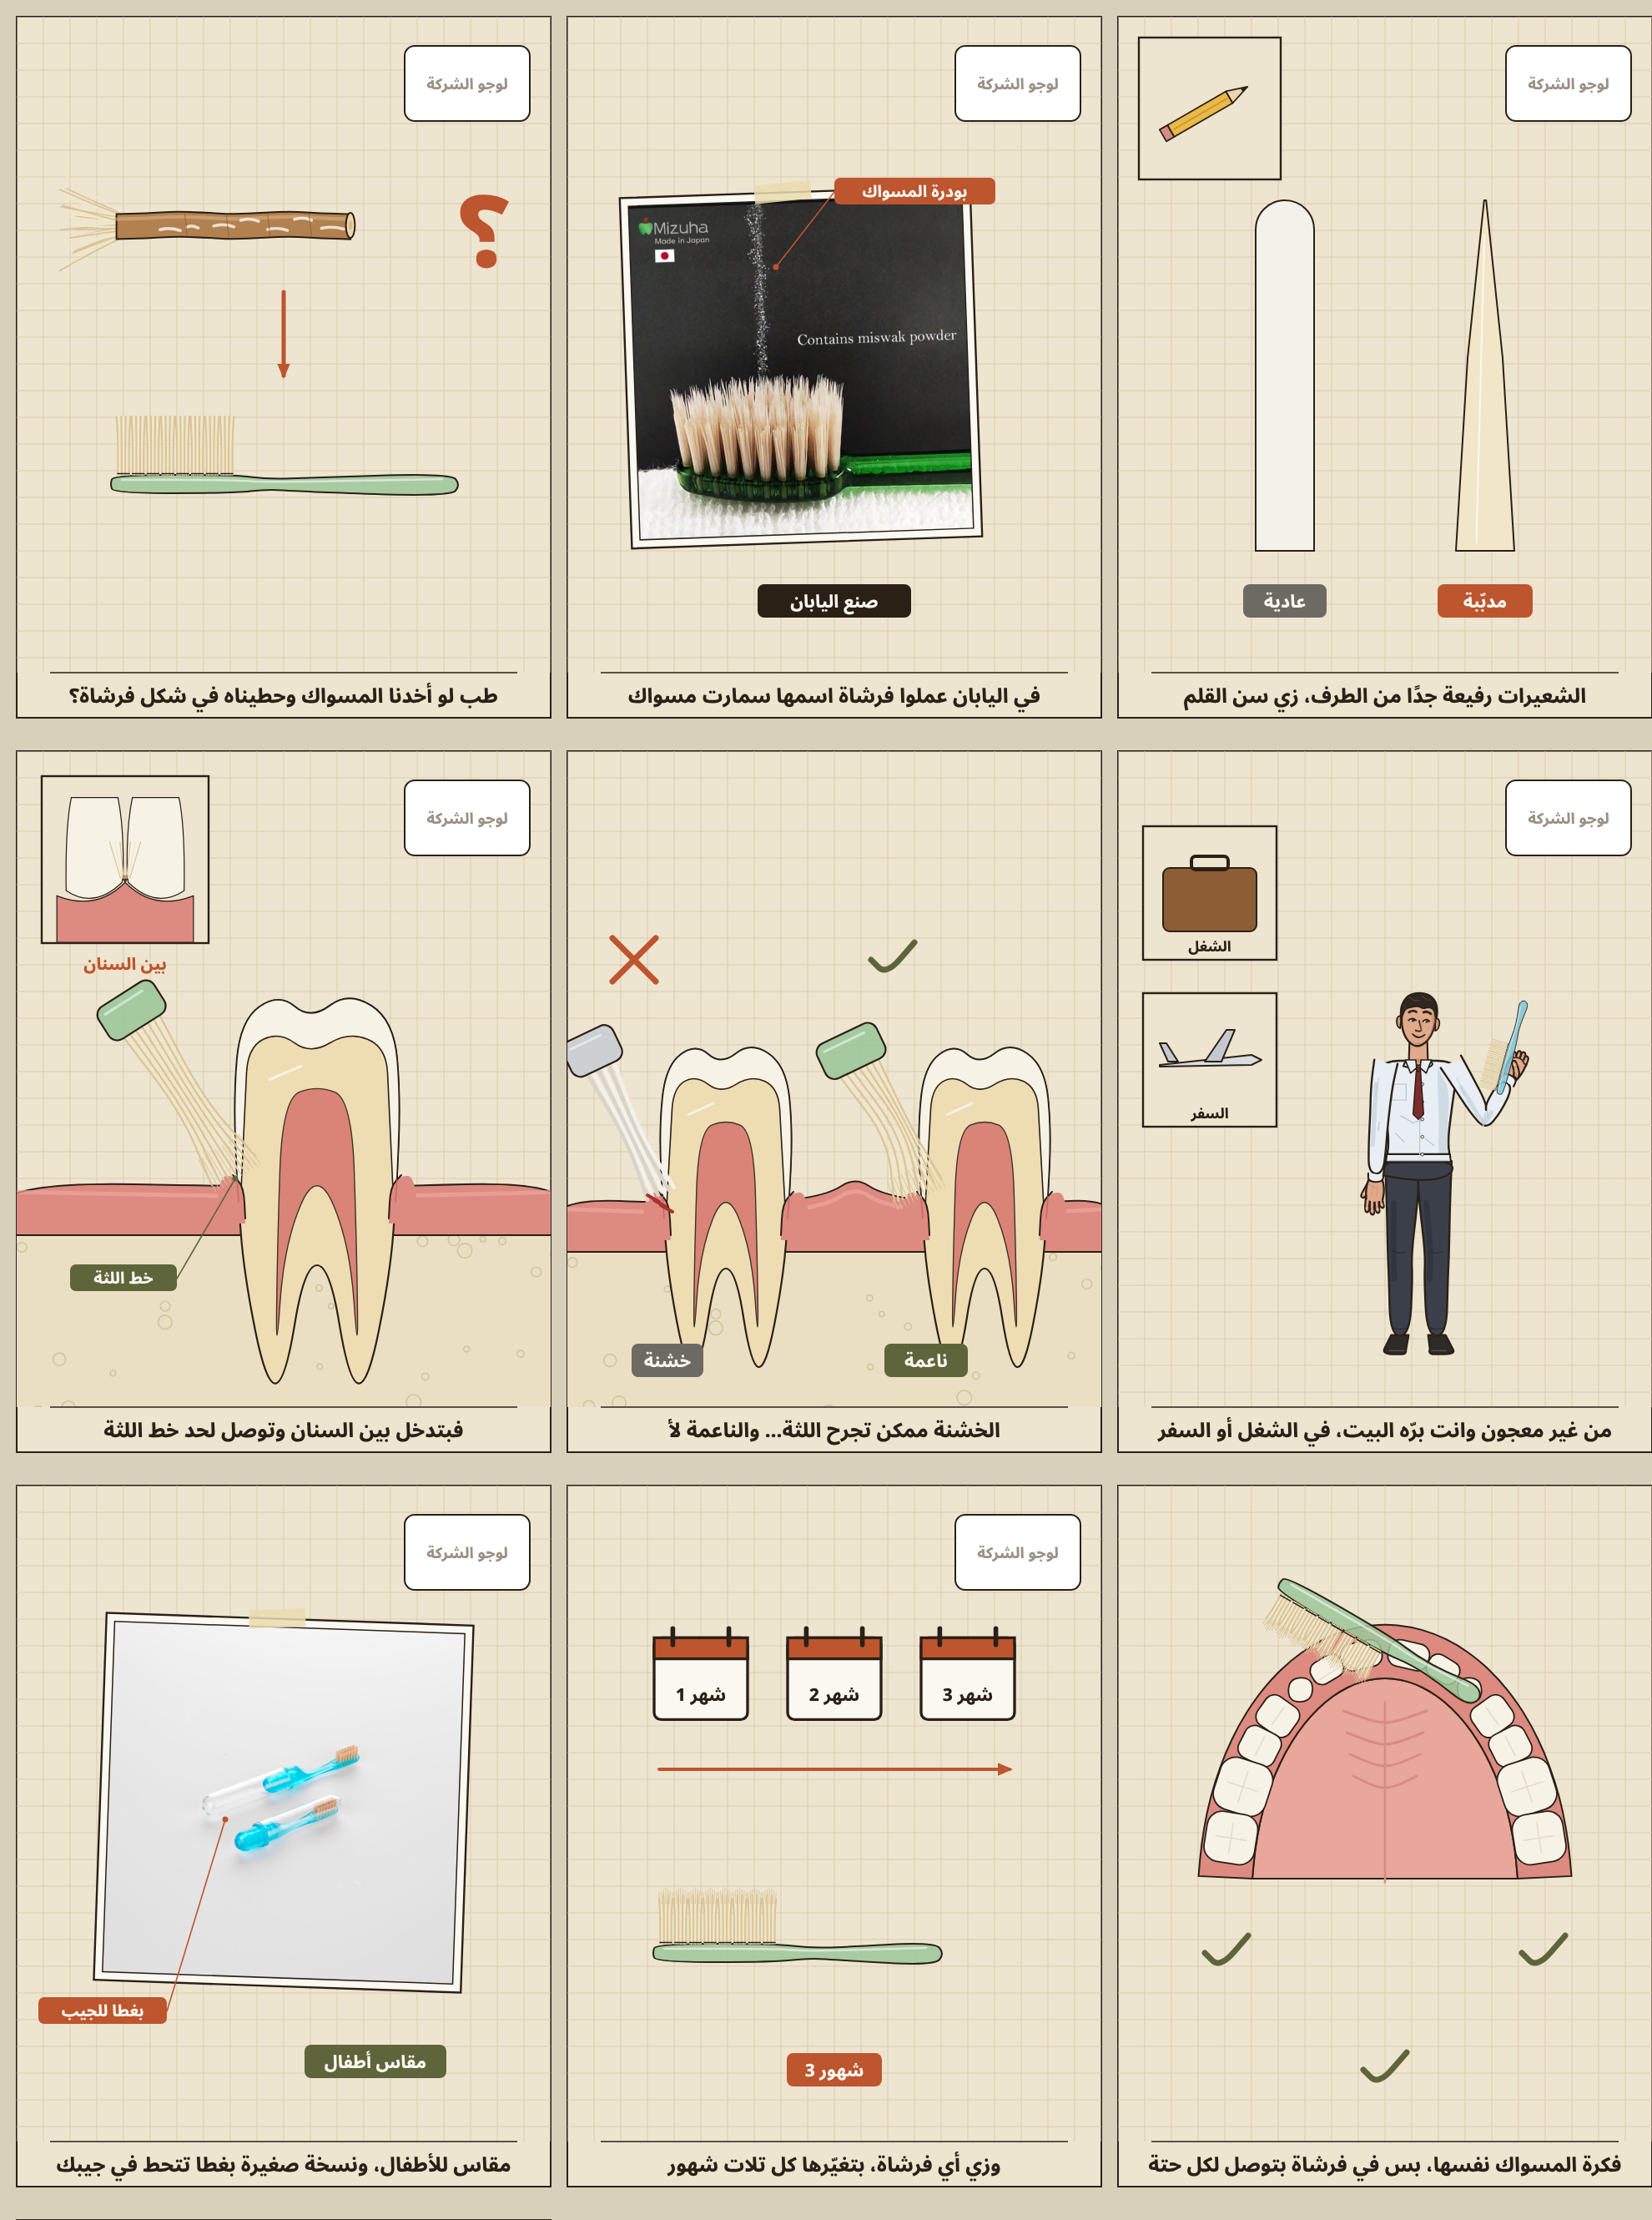 لوجو الشركة
؟
طب لو أخدنا المسواك وحطيناه في شكل فرشاة؟
لوجو الشركة
بودرة المسواك
Mizuha
Made in Japan
Contains miswak powder
صنع اليابان
في اليابان عملوا فرشاة اسمها سمارت مسواك
لوجو الشركة
عادية
مدبّبة
الشعيرات رفيعة جدًا من الطرف، زي سن القلم
لوجو الشركة
بين السنان
خط اللثة
فبتدخل بين السنان وتوصل لحد خط اللثة
خشنة
ناعمة
الخشنة ممكن تجرح اللثة... والناعمة لأ
لوجو الشركة
الشغل
السفر
من غير معجون وانت برّه البيت، في الشغل أو السفر
لوجو الشركة
بغطا للجيب
مقاس أطفال
مقاس للأطفال، ونسخة صغيرة بغطا تتحط في جيبك
لوجو الشركة
شهر 1
شهر 2
شهر 3
شهور 3
وزي أي فرشاة، بتغيّرها كل تلات شهور
فكرة المسواك نفسها، بس في فرشاة بتوصل لكل حتة